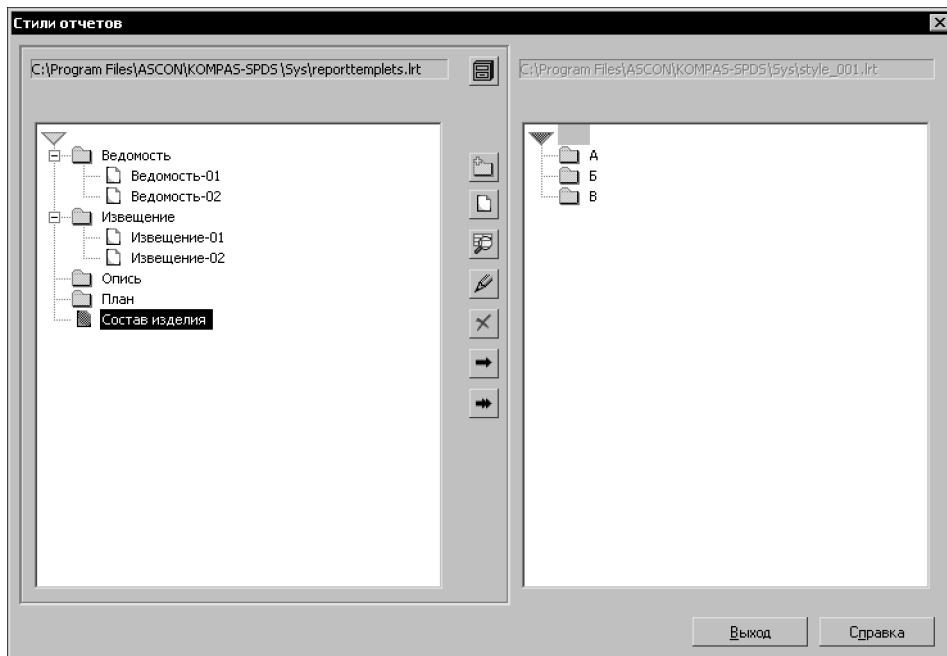 Стили отчетов
C:\Program Files\ASCON\KOMPAS-SPDS\Sys\reporttemplets.lrt
Ведомость
Ведомость-01
Ведомость-02
Извещение
Извещение-01
Извещение-02
Опись
План
Состав изделия
C:\Program Files\ASCON\KOMPAS-SPDS\Sys\style_001.lrt
А
Б
В
Выход
Справка